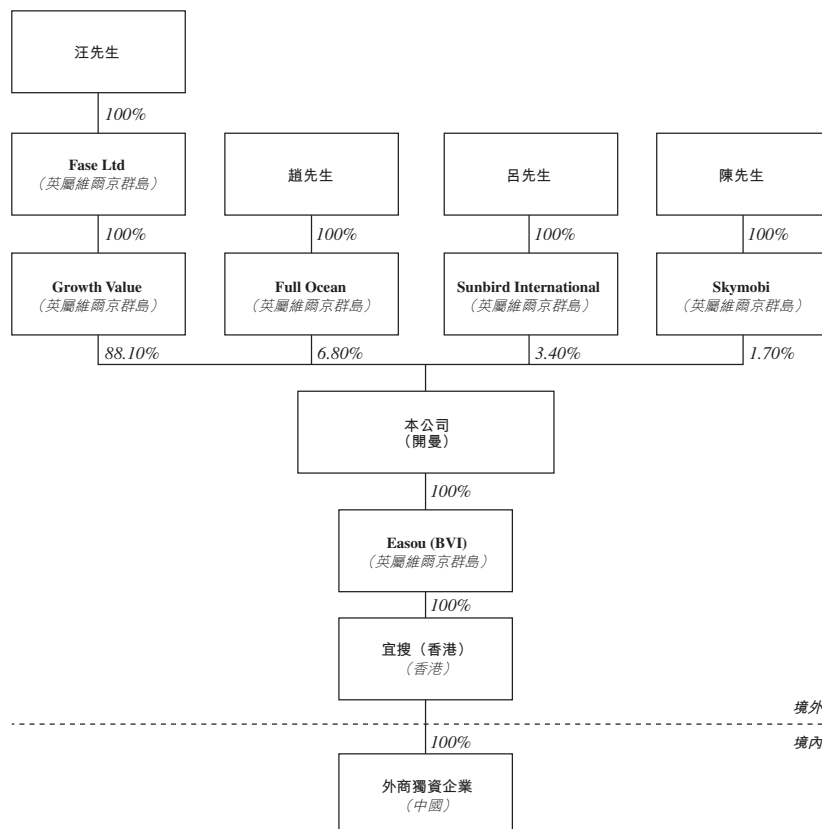 汪先生
100%
Fase Ltd
（英屬維爾京群島）
趙先生
呂先生
陳先生
100%
100%
100%
100%
Growth Value
（英屬維爾京群島）
Full Ocean
（英屬維爾京群島）
Sunbird International
（英屬維爾京群島）
Skymobi
（英屬維爾京群島）
88.10%
6.80%
3.40%
1.70%
本公司
（開曼）
100%
Easou (BVI)
（英屬維爾京群島）
100%
宜搜（香港）
（香港）
境外
100%
境內
外商獨資企業
（中國）